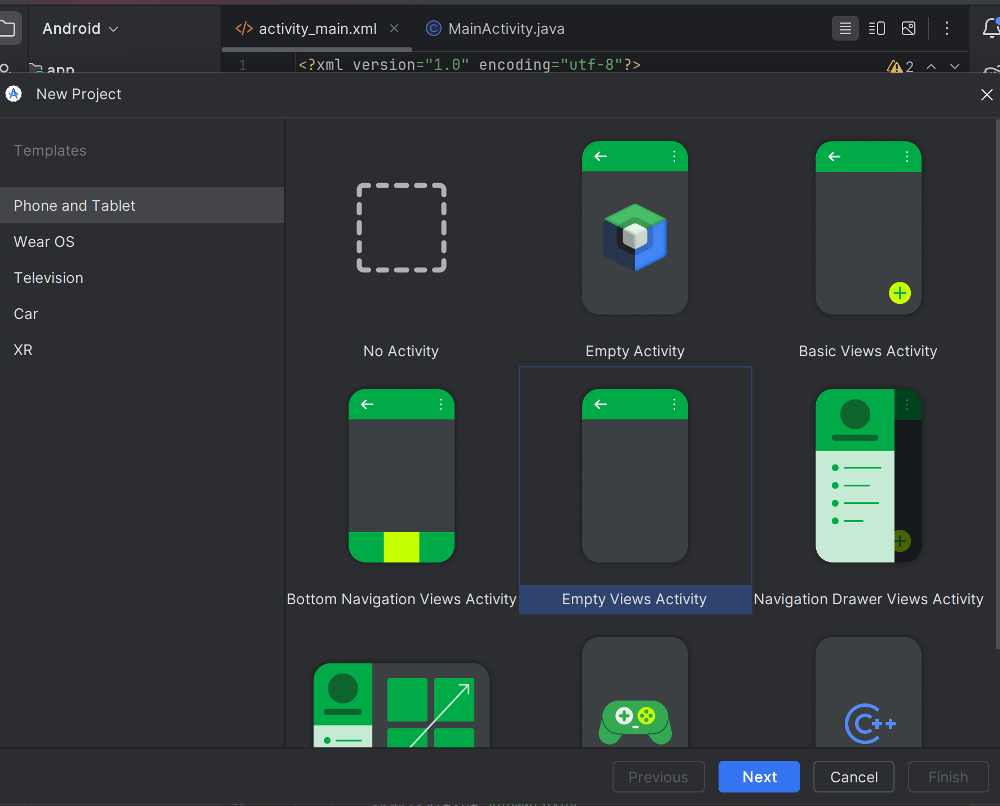 Android
activity_main.xml
MainActivity.java
app
1
<?xml version="1.0" encoding="utf-8"?>
2
New Project
Templates
Phone and Tablet
Wear OS
Television
Car
XR
No Activity
Empty Activity
Basic Views Activity
Bottom Navigation Views Activity
Empty Views Activity
Navigation Drawer Views Activity
C++
Previous
Next
Cancel
Finish